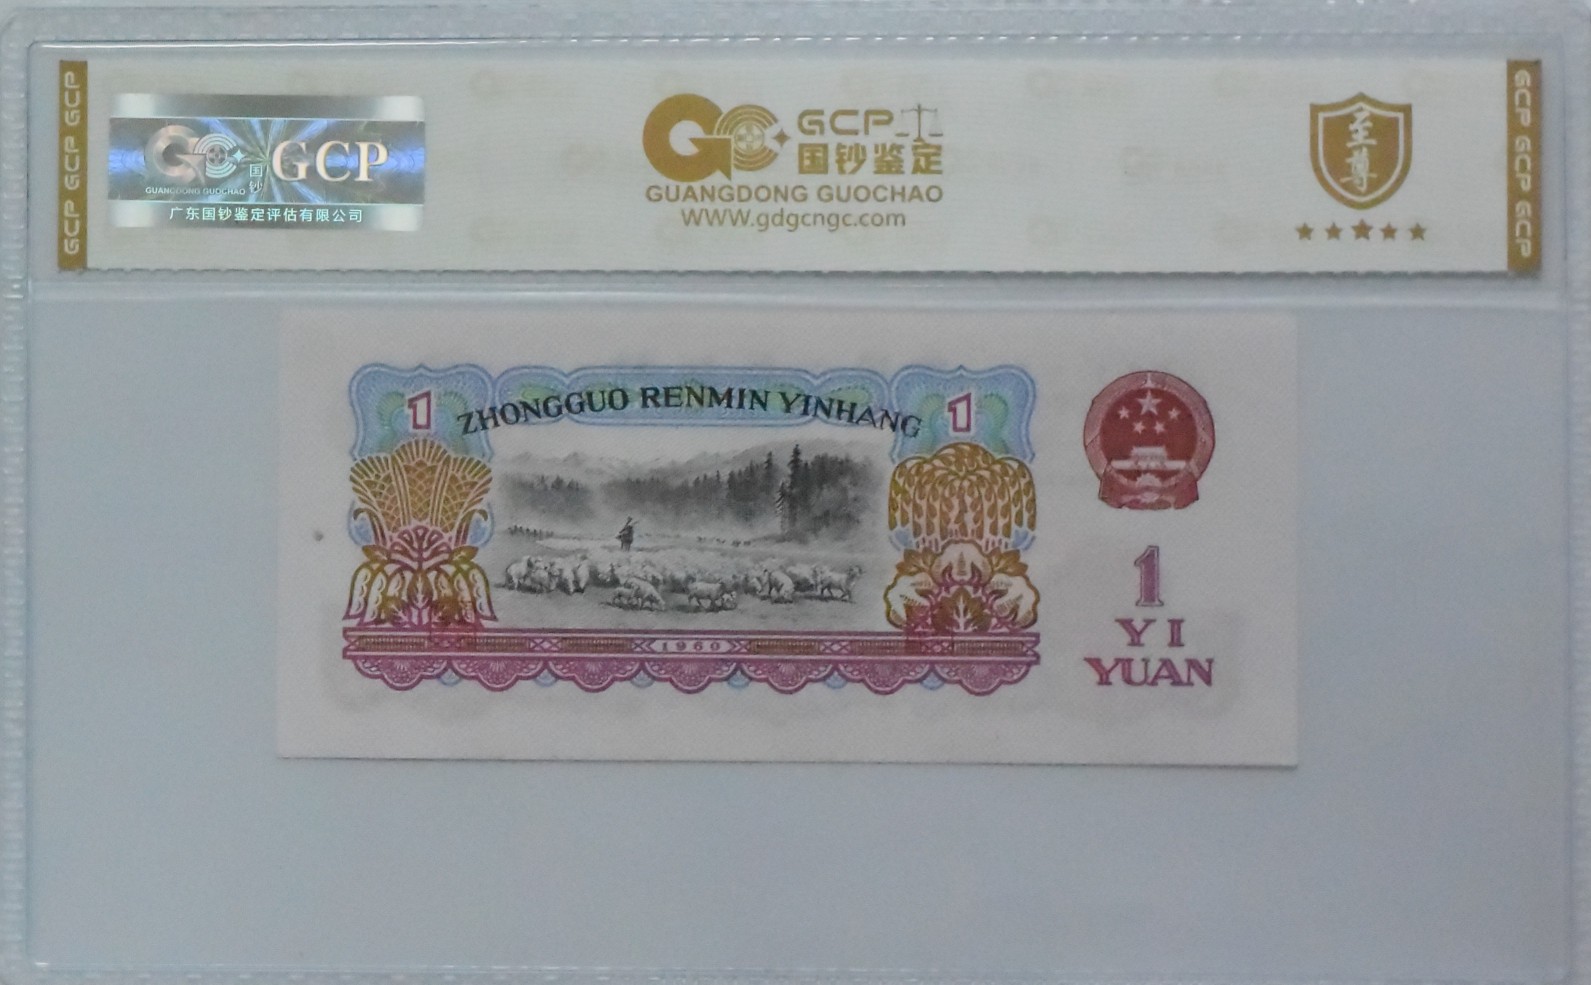 GCP GCP GCP
国钞
GCP
GUANGDONG GUOCHAO
广东国钞鉴定评估有限公司
GCP
国钞鉴定
GUANGDONG GUOCHAO
WWW.gdgcngc.com
至尊
GCP GCP GCP
1
ZHONGGUO RENMIN YINHANG
1
1960
1
YI
YUAN